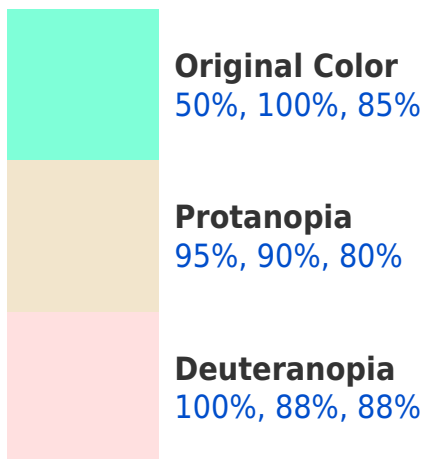 Original Color
50%, 100%, 85%
Protanopia
95%, 90%, 80%
Deuteranopia
100%, 88%, 88%